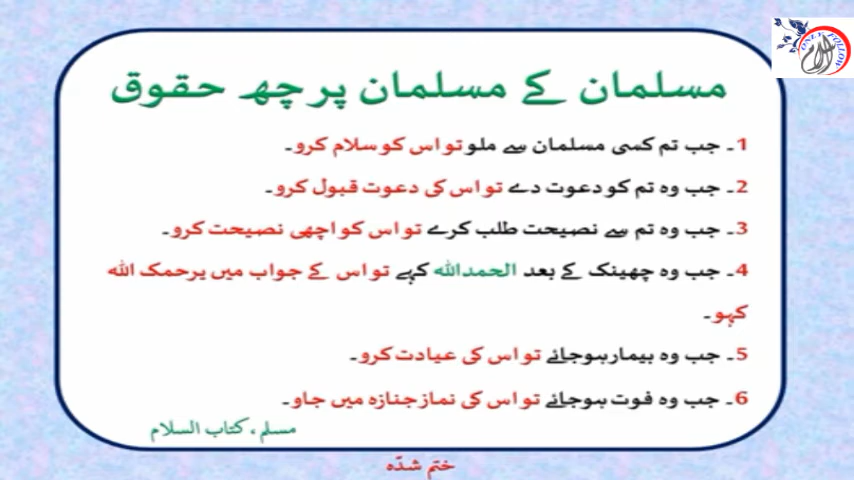 مسلمان کے مسلمان پر چھ حقوق
1۔ جب تم کسی مسلمان سے ملو تو اس کو سلام کرو۔
2۔ جب وہ تم کو دعوت دے تو اس کی دعوت قبول کرو۔
3۔ جب وہ تم سے نصیحت طلب کرے تو اس کو اچھی نصیحت کرو۔
4۔ جب وہ چھینک کے بعد الحمدللہ کہے تو اس کے جواب میں یرحمک اللہ
کہو۔
5۔ جب وہ بیمار ہوجائے تو اس کی عیادت کرو۔
6۔ جب وہ فوت ہوجائے تو اس کی نماز جنازہ میں جاو۔
مسلم، کتاب السلام
ختم شدّہ
ONLY FOLLOW